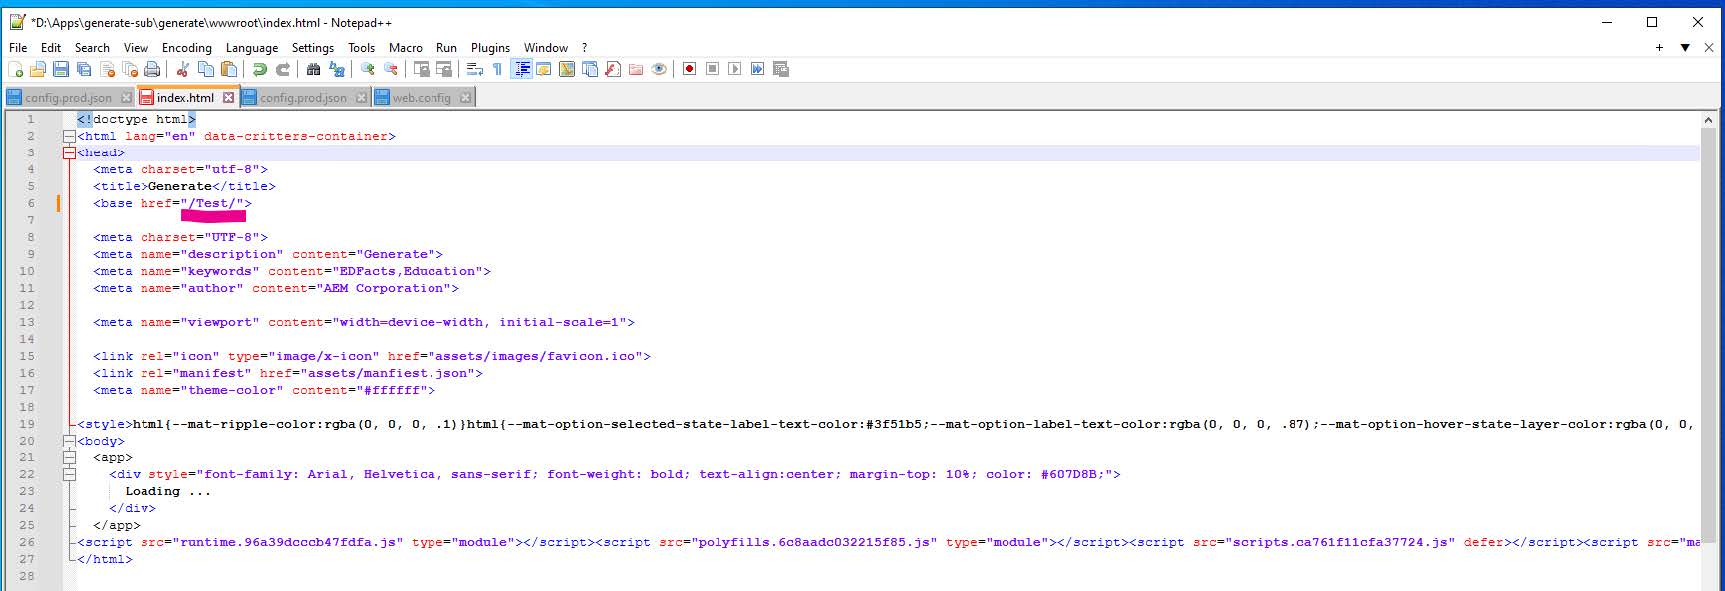 *D:\Apps\generate-sub\generate\wwwroot\index.html - Notepad++
File Edit Search View Encoding Language Settings Tools Macro Run Plugins Window ?
config.prod.json index.html config.prod.json web.config
1 <!doctype html>
2 <html lang="en" data-critters-container>
3 <head>
4 <meta charset="utf-8">
5 <title>Generate</title>
6 <base href="/Test/">
7
8 <meta charset="UTF-8">
9 <meta name="description" content="Generate">
10 <meta name="keywords" content="EDFacts,Education">
11 <meta name="author" content="AEM Corporation">
12
13 <meta name="viewport" content="width=device-width, initial-scale=1">
14
15 <link rel="icon" type="image/x-icon" href="assets/images/favicon.ico">
16 <link rel="manifest" href="assets/manfiest.json">
17 <meta name="theme-color" content="#ffffff">
18
19 <style>html{--mat-ripple-color:rgba(0, 0, 0, .1)}html{--mat-option-selected-state-label-text-color:#3f51b5;--mat-option-label-text-color:rgba(0, 0, 0, .87);--mat-option-hover-state-layer-color:rgba(0, 0,
20 <body>
21 <app>
22 <div style="font-family: Arial, Helvetica, sans-serif; font-weight: bold; text-align:center; margin-top: 10%; color: #607D8B;">
23 Loading ...
24 </div>
25 </app>
26 <script src="runtime.96a39dcccb47fdfa.js" type="module"></script><script src="polyfills.6c8aadc032215f85.js" type="module"></script><script src="scripts.ca761f11cfa37724.js" defer></script><script src="ma
27 </html>
28